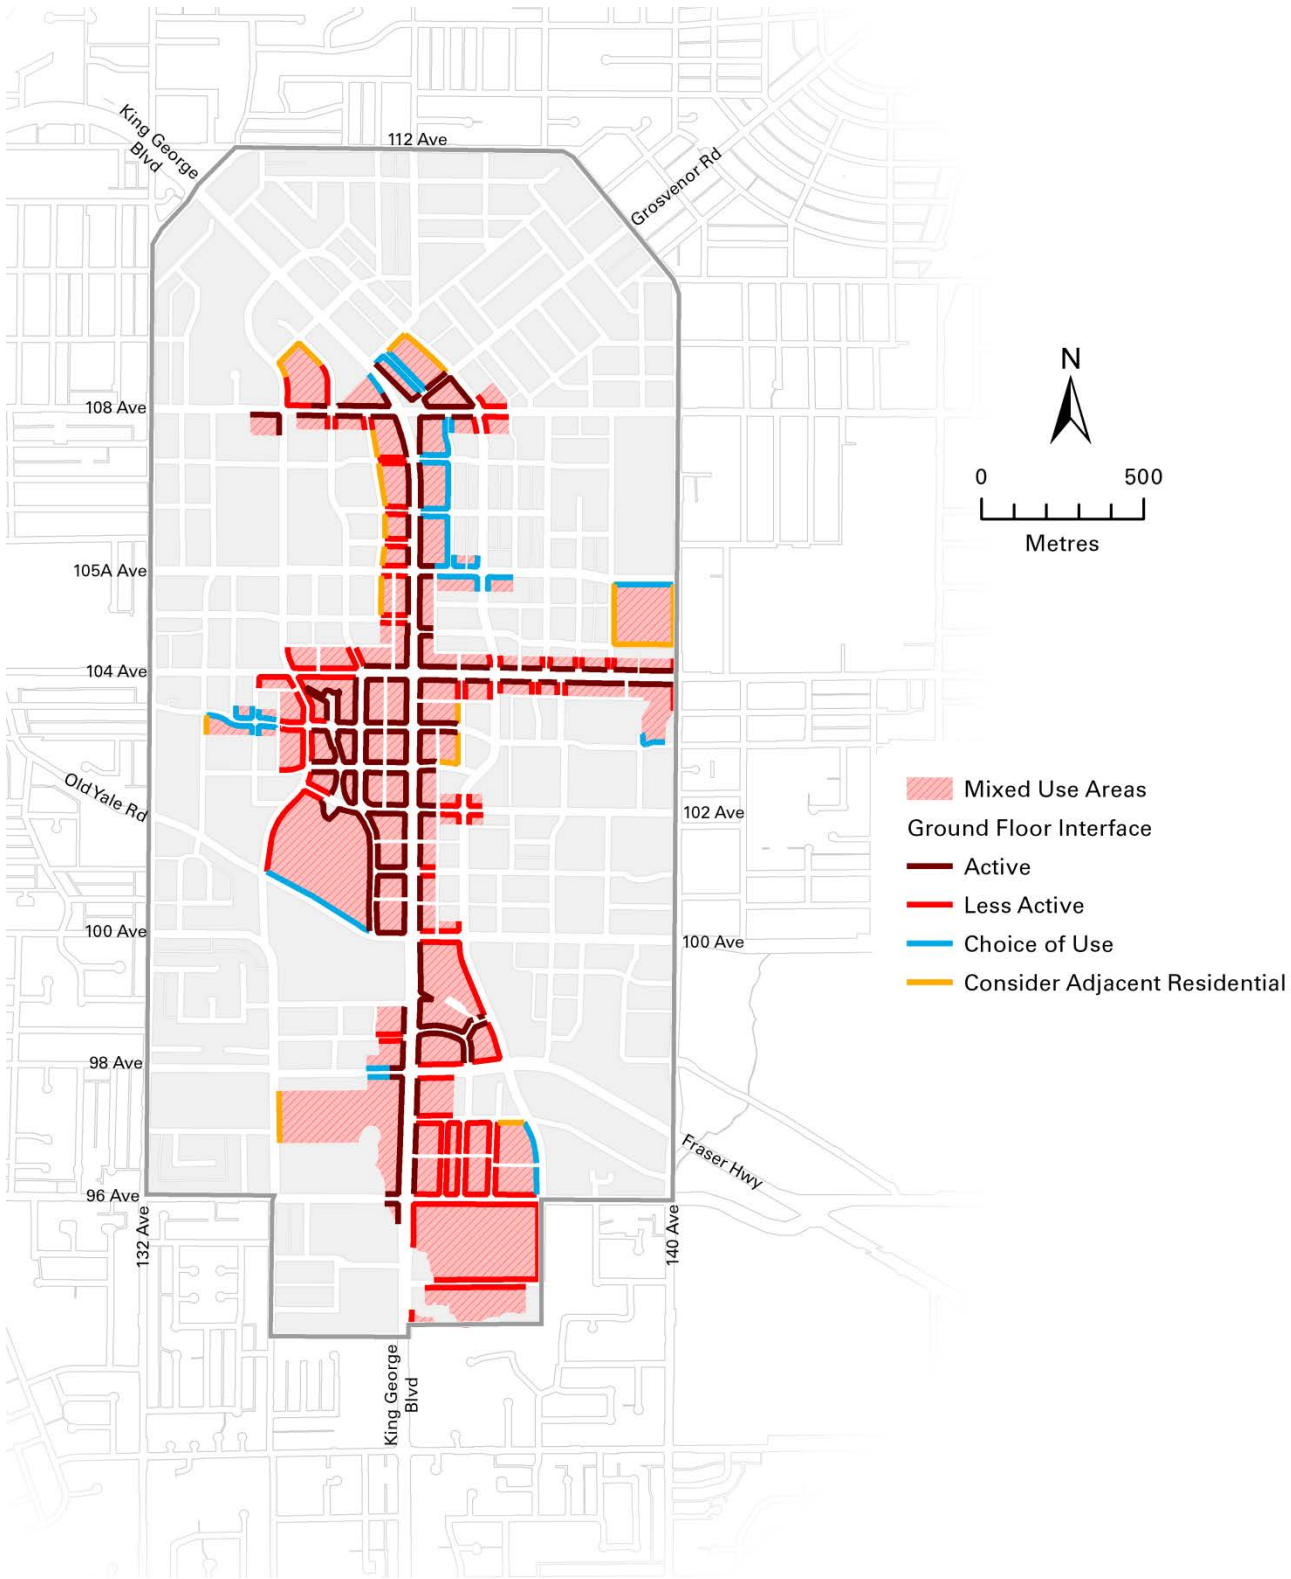 King George
Blvd
112 Ave
Grosvenor Rd
N
108 Ave
0 500
Metres
105A Ave
104 Ave
Old Yale Rd
Mixed Use Areas
102 Ave
Ground Floor Interface
Active
Less Active
100 Ave
100 Ave
Choice of Use
Consider Adjacent Residential
98 Ave
Fraser Hwy
96 Ave
132 Ave
140 Ave
King George
Blvd